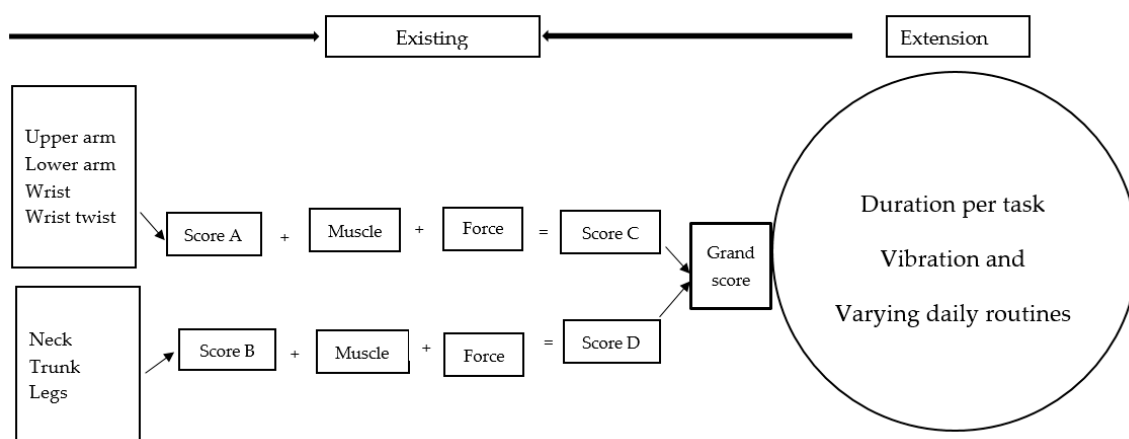 Existing
Extension
Upper arm
Lower arm
Wrist
Wrist twist
Score A
+
Muscle
+
Force
=
Score C
Grand
score
Neck
Trunk
Legs
Score B
+
Muscle
+
Force
=
Score D
Duration per task
Vibration and
Varying daily routines